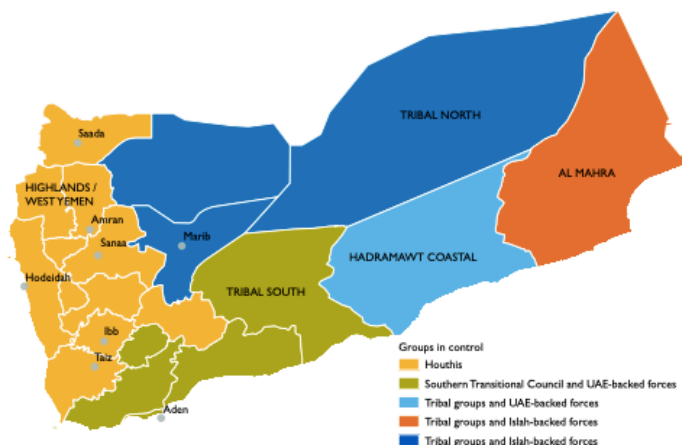 TRIBAL NORTH
Saada
AL MAHRA
HIGHLANDS /
WEST YEMEN
Amran
Marib
Sanaa
HADRAMAWT COASTAL
Hodeidah
TRIBAL SOUTH
Ibb
Taiz
Aden
Groups in control
Houthis
Southern Transitional Council and UAE-backed forces
Tribal groups and UAE-backed forces
Tribal groups and Islah-backed forces
Tribal groups and Islah-backed forces